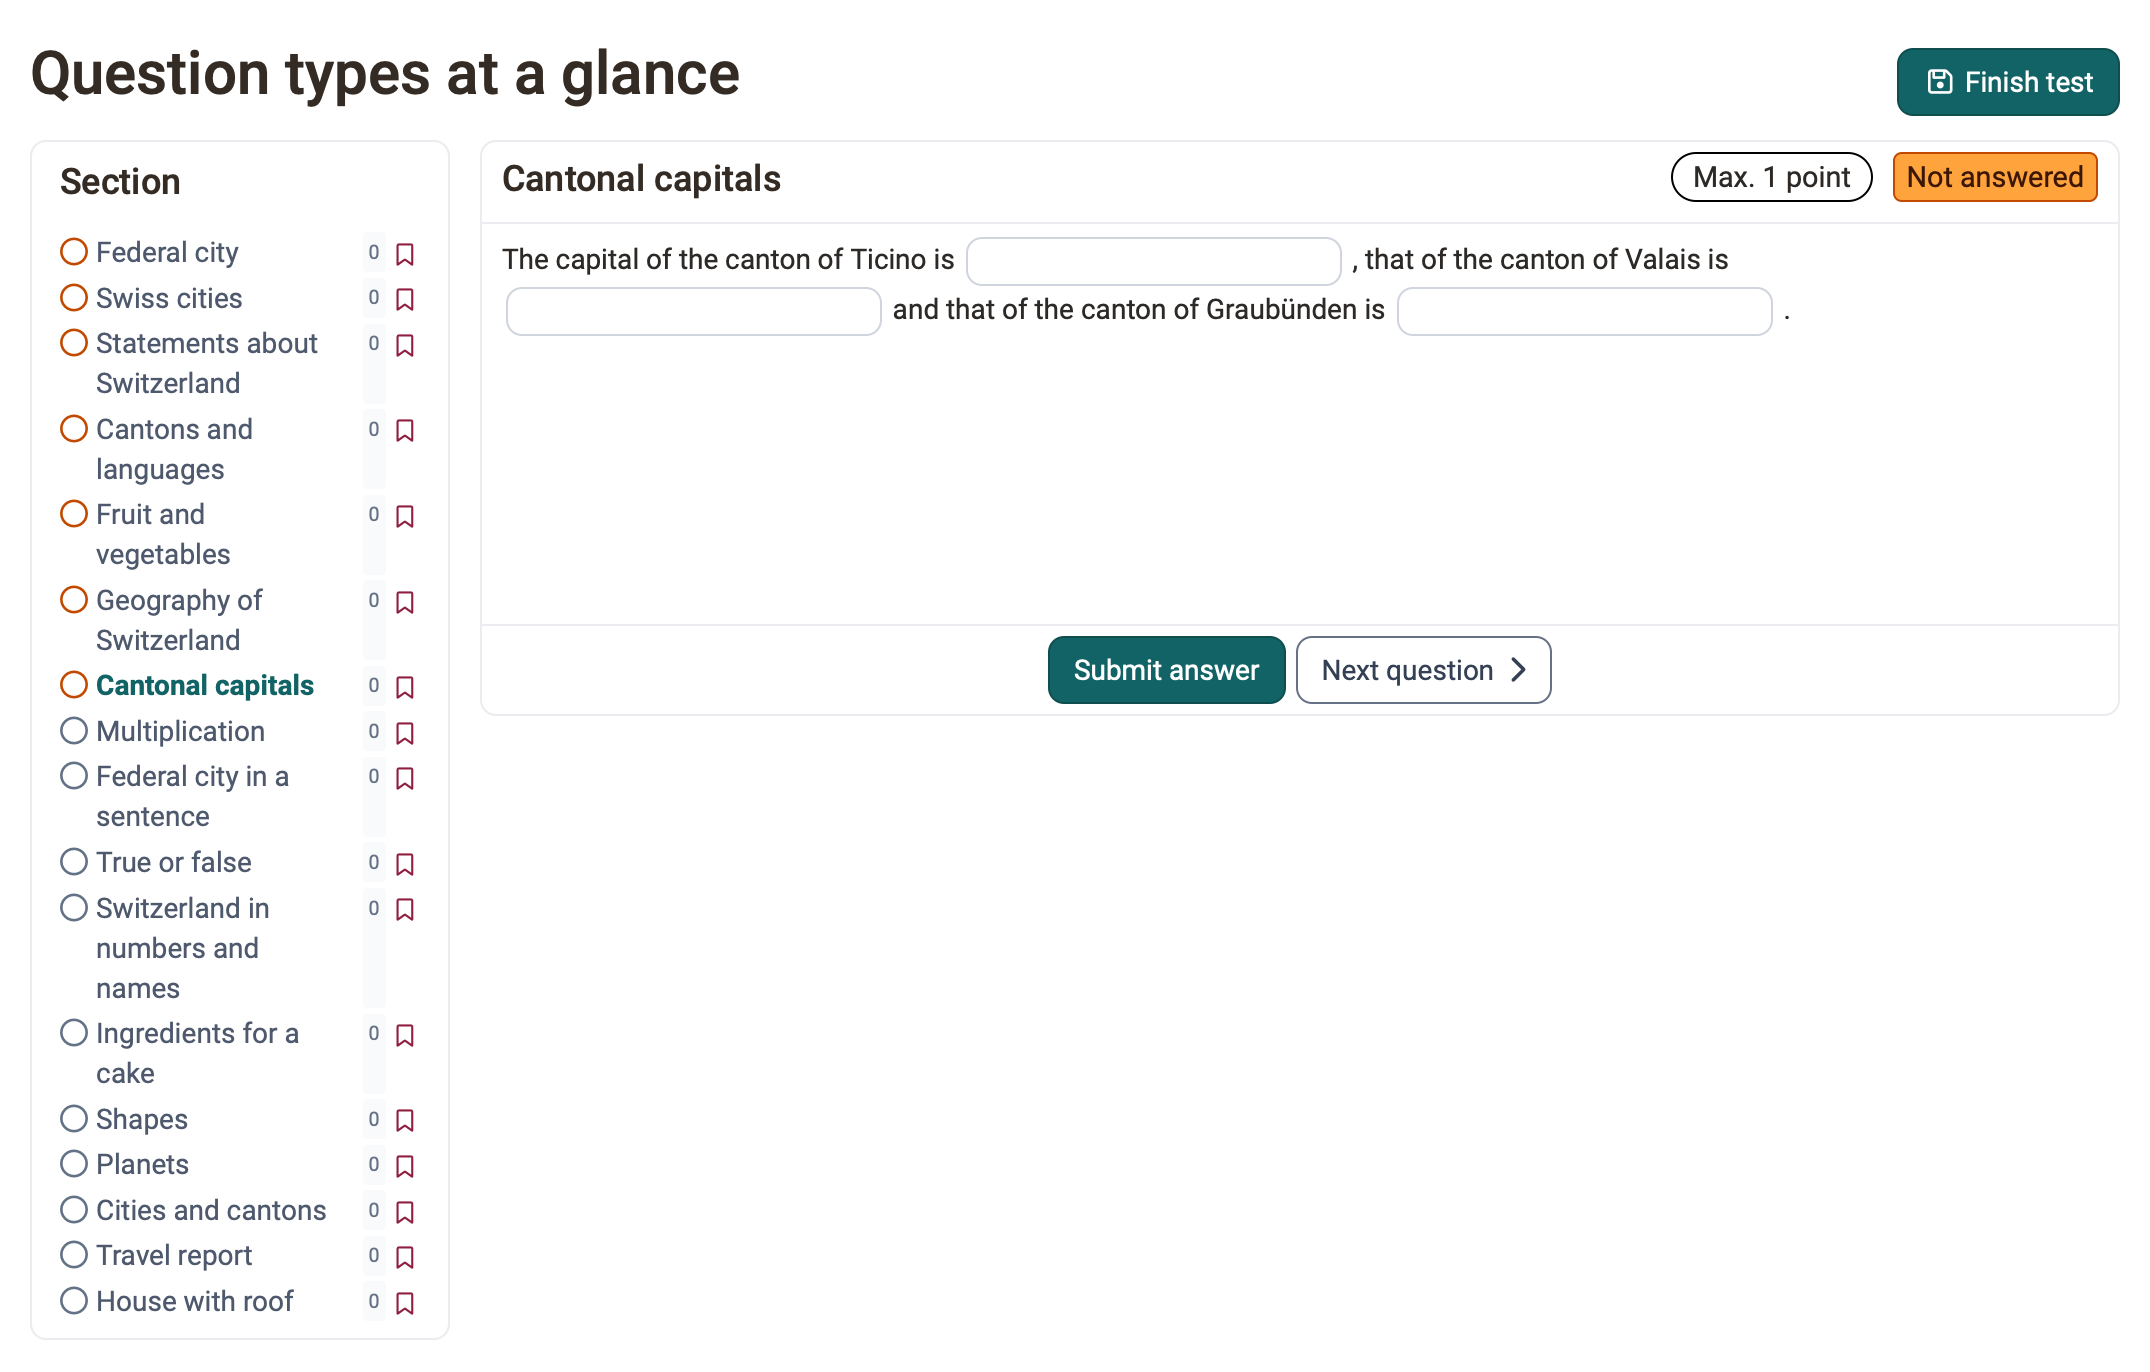 Question types at a glance
Finish test
Section
Federal city 0
Swiss cities 0
Statements about 0
Switzerland
Cantons and 0
languages
Fruit and 0
vegetables
Geography of 0
Switzerland
Cantonal capitals 0
Multiplication 0
Federal city in a 0
sentence
True or false 0
Switzerland in 0
numbers and
names
Ingredients for a 0
cake
Shapes 0
Planets 0
Cities and cantons 0
Travel report 0
House with roof 0
Cantonal capitals
Max. 1 point
Not answered
The capital of the canton of Ticino is , that of the canton of Valais is
and that of the canton of Graubünden is .
Submit answer
Next question